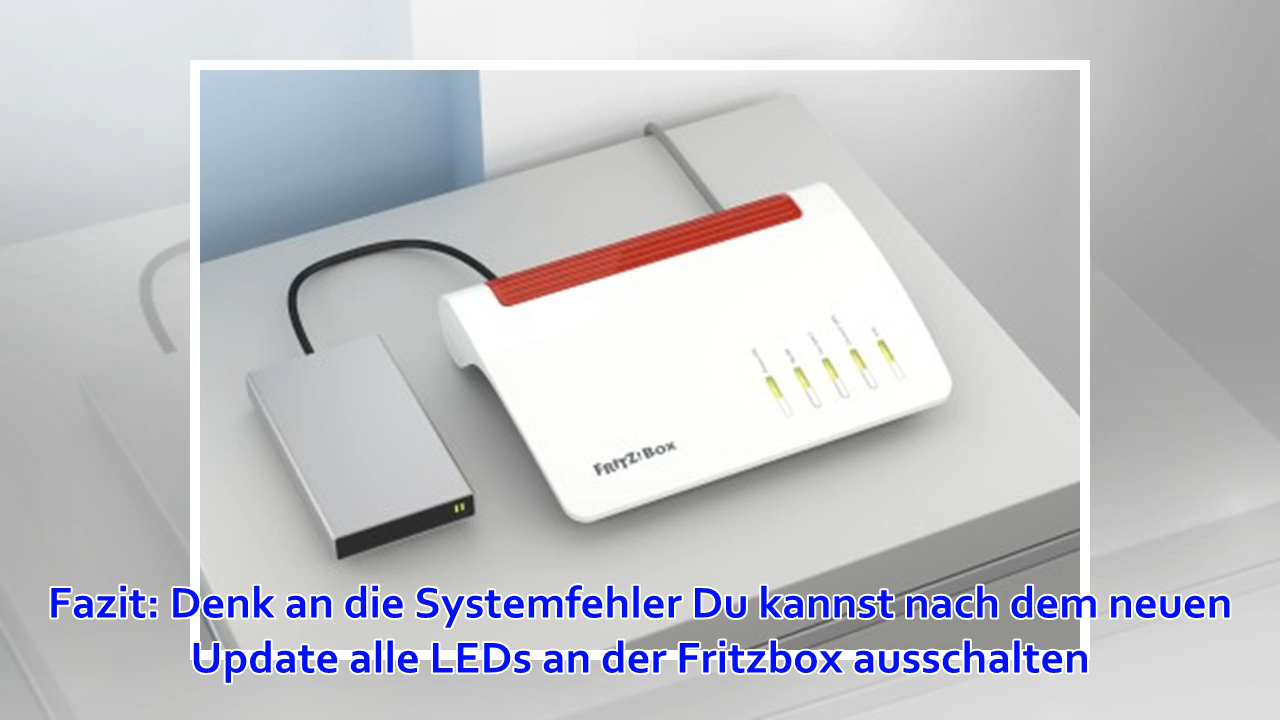 FRITZ!Box
Fazit: Denk an die Systemfehler Du kannst nach dem neuen
Update alle LEDs an der Fritzbox ausschalten